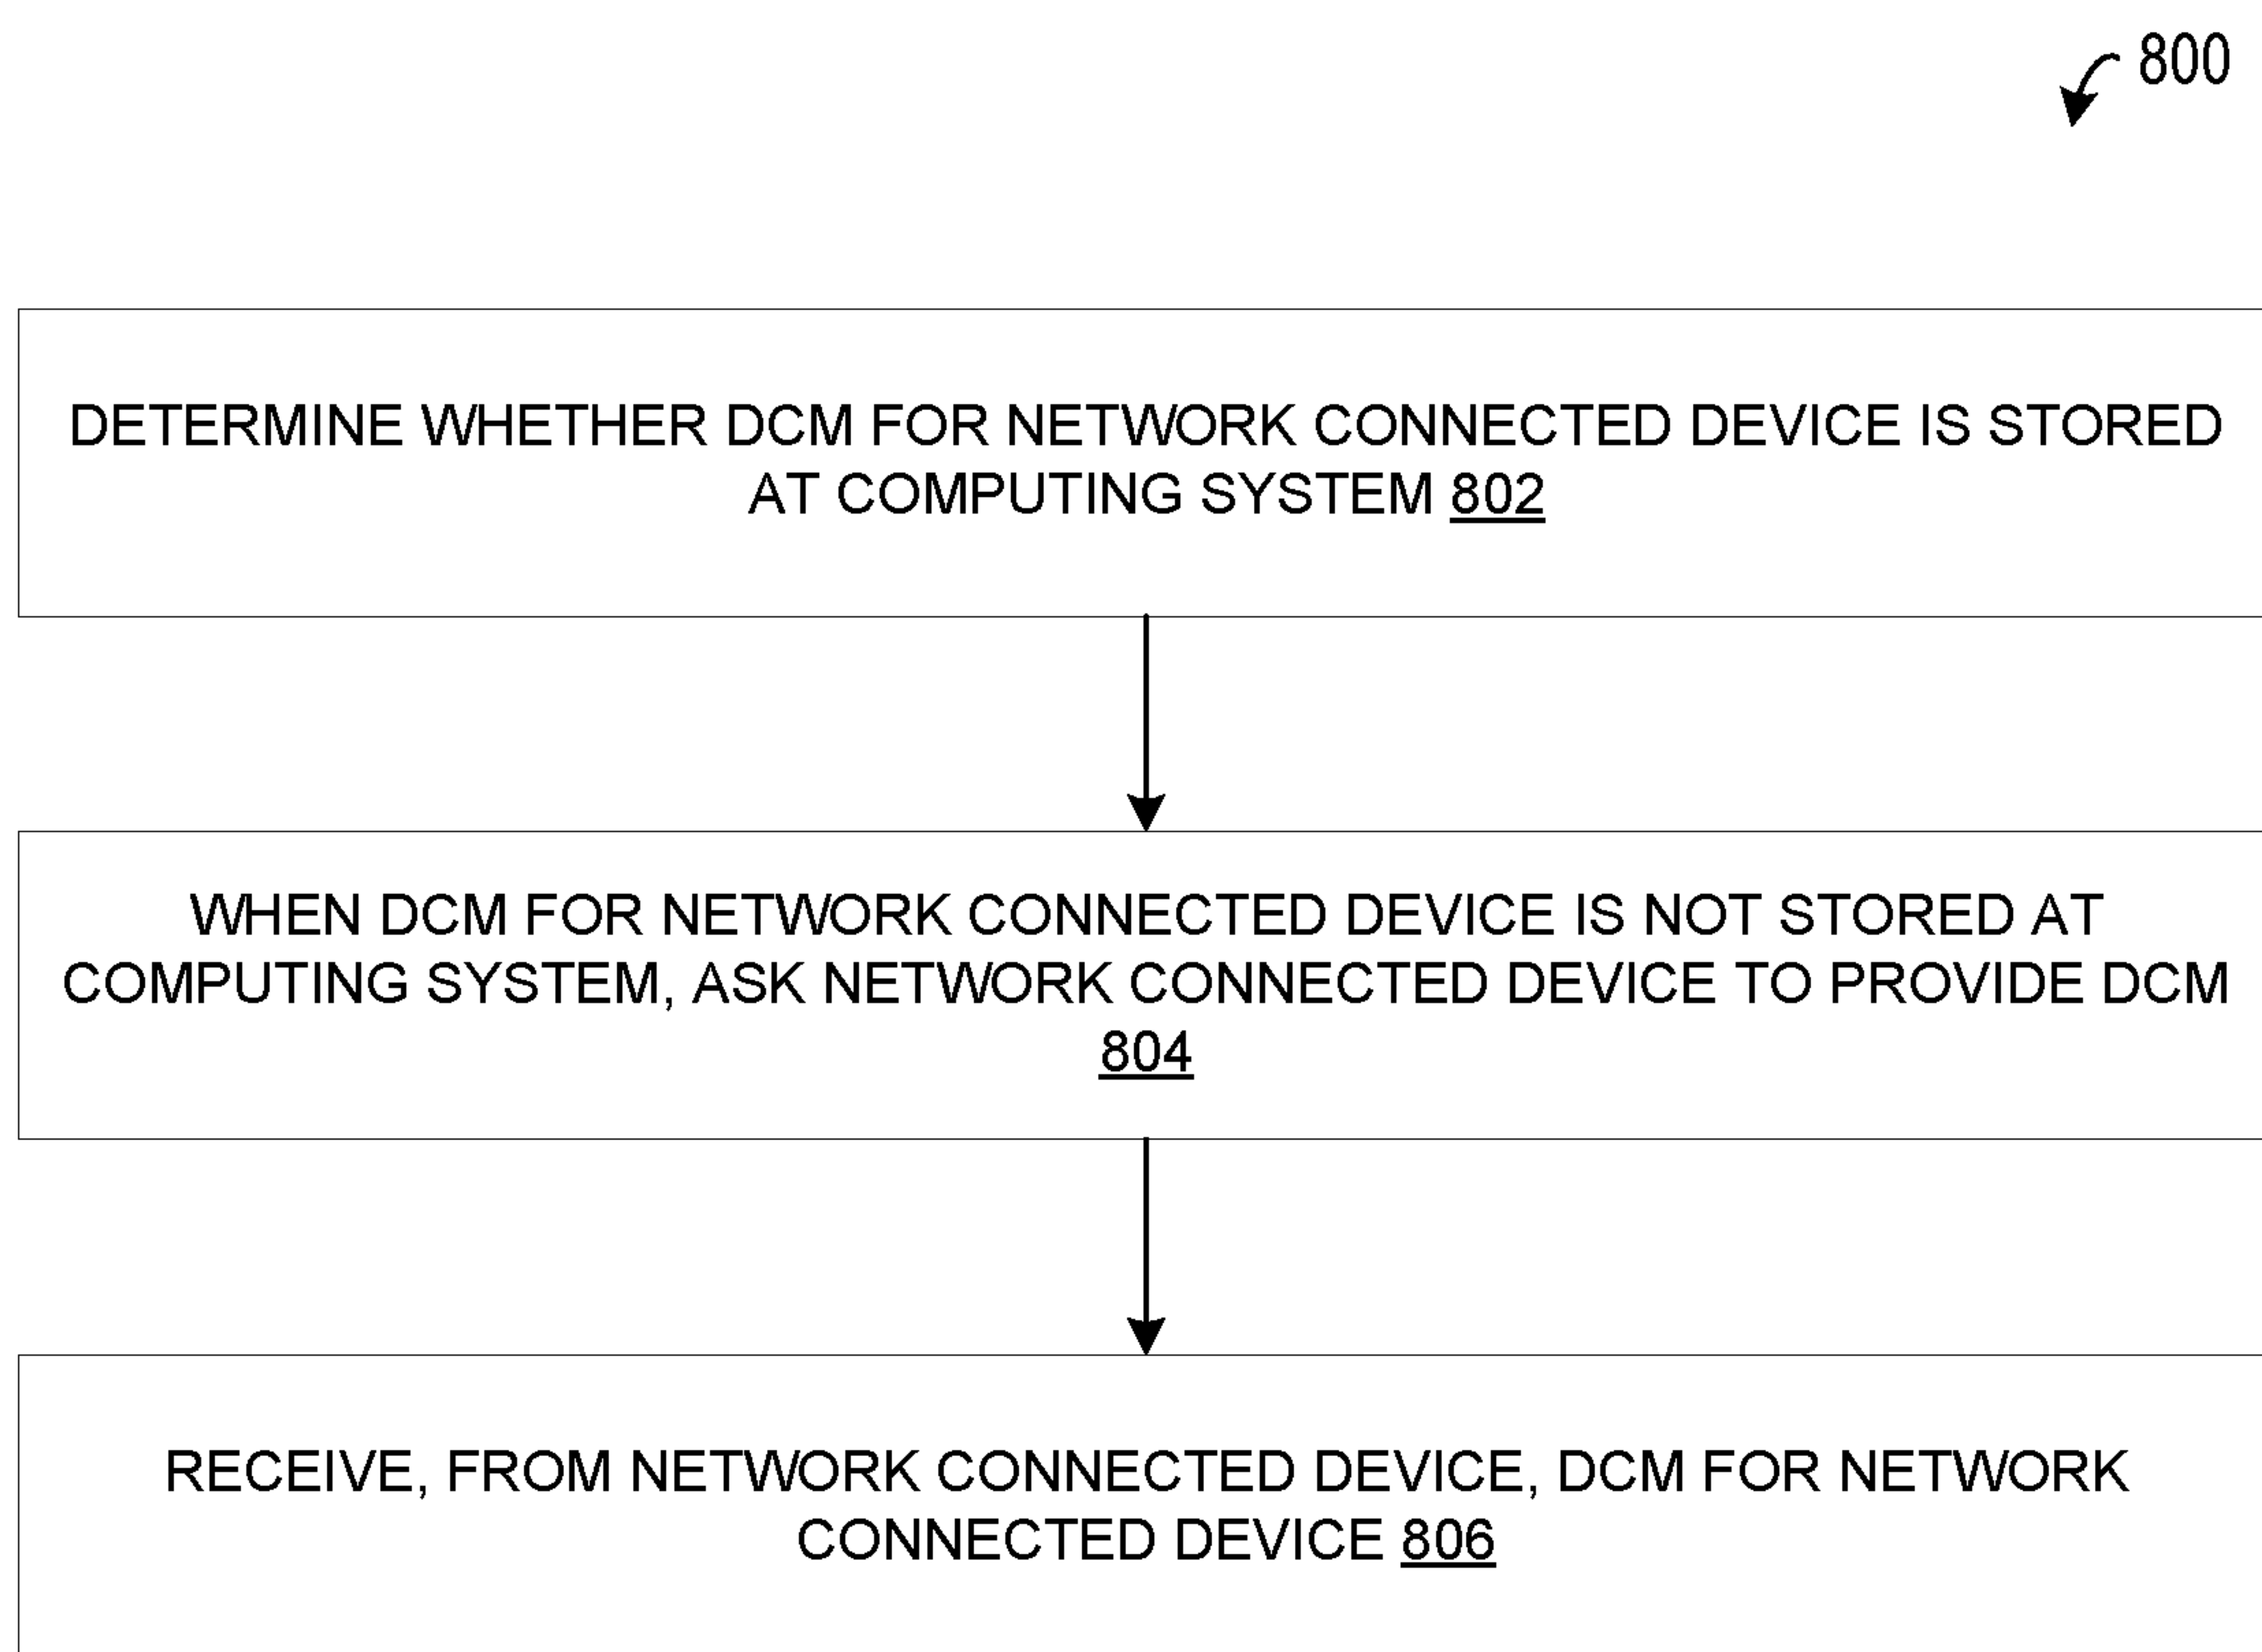 800
DETERMINE WHETHER DCM FOR NETWORK CONNECTED DEVICE IS STORED
AT COMPUTING SYSTEM 802
WHEN DCM FOR NETWORK CONNECTED DEVICE IS NOT STORED AT
COMPUTING SYSTEM, ASK NETWORK CONNECTED DEVICE TO PROVIDE DCM
804
RECEIVE, FROM NETWORK CONNECTED DEVICE, DCM FOR NETWORK
CONNECTED DEVICE 806